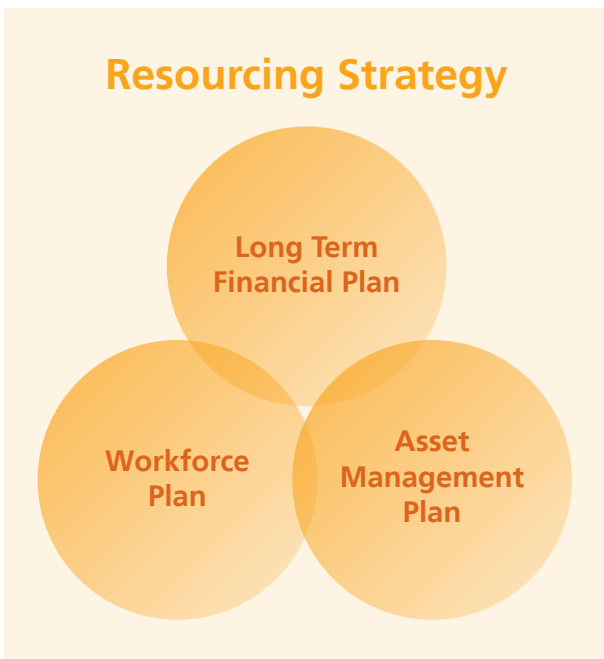 Resourcing Strategy
Long Term
Financial Plan
Workforce
Plan
Asset
Management
Plan